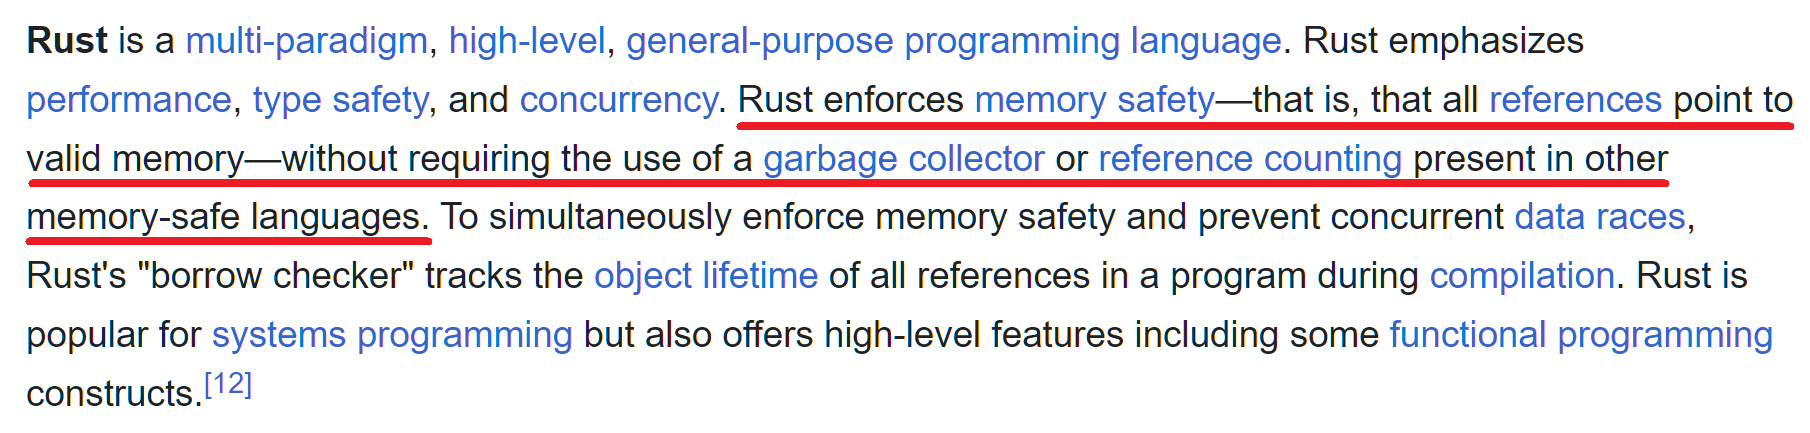 Rust is a multi-paradigm, high-level, general-purpose programming language. Rust emphasizes
performance, type safety, and concurrency. Rust enforces memory safety—that is, that all references point to
valid memory—without requiring the use of a garbage collector or reference counting present in other
memory-safe languages. To simultaneously enforce memory safety and prevent concurrent data races,
Rust's "borrow checker" tracks the object lifetime of all references in a program during compilation. Rust is
popular for systems programming but also offers high-level features including some functional programming
constructs.[12]